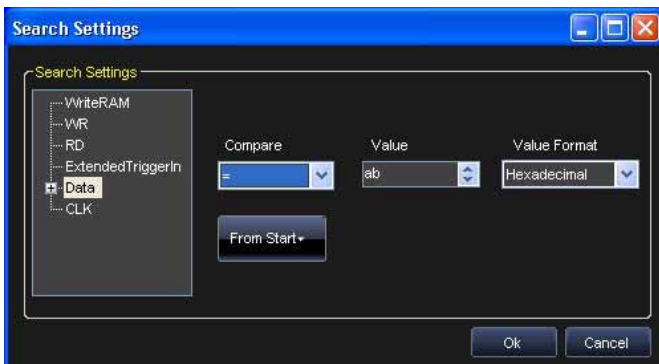 Search Settings
Search Settings
WriteRAM
WR
RD
ExtendedTriggerIn
Data
CLK
Compare
Value
Value Format
=
ab
Hexadecimal
From Start
Ok
Cancel